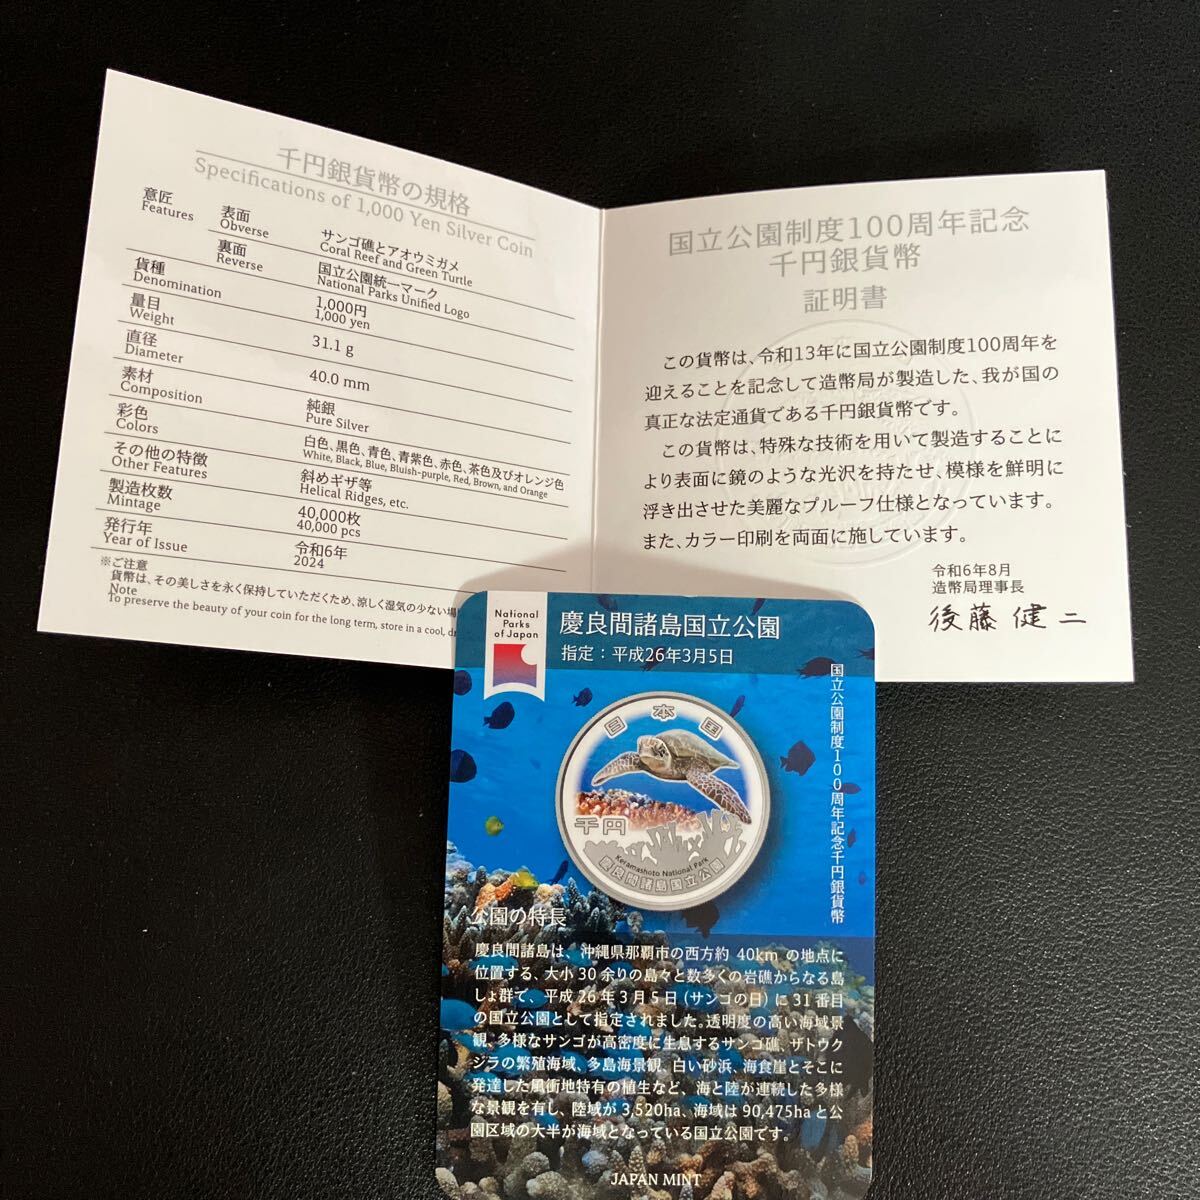 千円銀貨幣の規格
Specifications of 1,000 Yen Silver Coin
意匠
Features
表面
Obverse
サンゴ礁とアオウミガメ
Coral Reef and Green Turtle
裏面
Reverse
国立公園統一マーク
National Parks Unified Logo
貨種
Denomination
1,000円
1,000 yen
量目
Weight
31.1 g
直径
Diameter
40.0 mm
素材
Composition
純銀
Pure Silver
彩色
Colors
白色、黒色、青色、青紫色、赤色、茶色及びオレンジ色
White, Black, Blue, Bluish-purple, Red, Brown, and Orange
その他の特徴
Other Features
斜めギザ等
Helical Ridges, etc.
製造枚数
Mintage
40,000枚
40,000 pcs
発行年
Year of Issue
令和6年
2024
※ご注意
貨幣は、その美しさを永く保持していただくため、涼しく湿気の少ない場
Note
To preserve the beauty of your coin for the long term, store in a cool,
国立公園制度100周年記念
千円銀貨幣
証明書
この貨幣は、令和13年に国立公園制度100周年を
迎えることを記念して造幣局が製造した、我が国の
真正な法定通貨である千円銀貨幣です。
この貨幣は、特殊な技術を用いて製造することに
より表面に鏡のような光沢を持たせ、模様を鮮明に
浮き出させた美麗なプルーフ仕様となっています。
また、カラー印刷を両面に施しています。
令和6年8月
造幣局理事長
後藤健二
National
Parks
of Japan
慶良間諸島国立公園
指定：平成26年3月5日
国立公園制度100周年記念千円銀貨幣
日本国
千円
Keramashoto National Park
慶良間諸島国立公園
公園の特長
慶良間諸島は、沖縄県那覇市の西方約 40km の地点に
位置する、大小 30 余りの島々と数多くの岩礁からなる島
しょ群で、平成 26 年 3 月 5 日（サンゴの日）に 31 番目
の国立公園として指定されました。透明度の高い海域景
観、多様なサンゴが高密度に生息するサンゴ礁、ザトウク
ジラの繁殖海域、多島海景観、白い砂浜、海食崖とそこに
発達した風衝地特有の植生など、海と陸が連続した多様
な景観を有し、陸域が 3,520ha、海域は 90,475ha と公
園区域の大半が海域となっている国立公園です。
JAPAN MINT